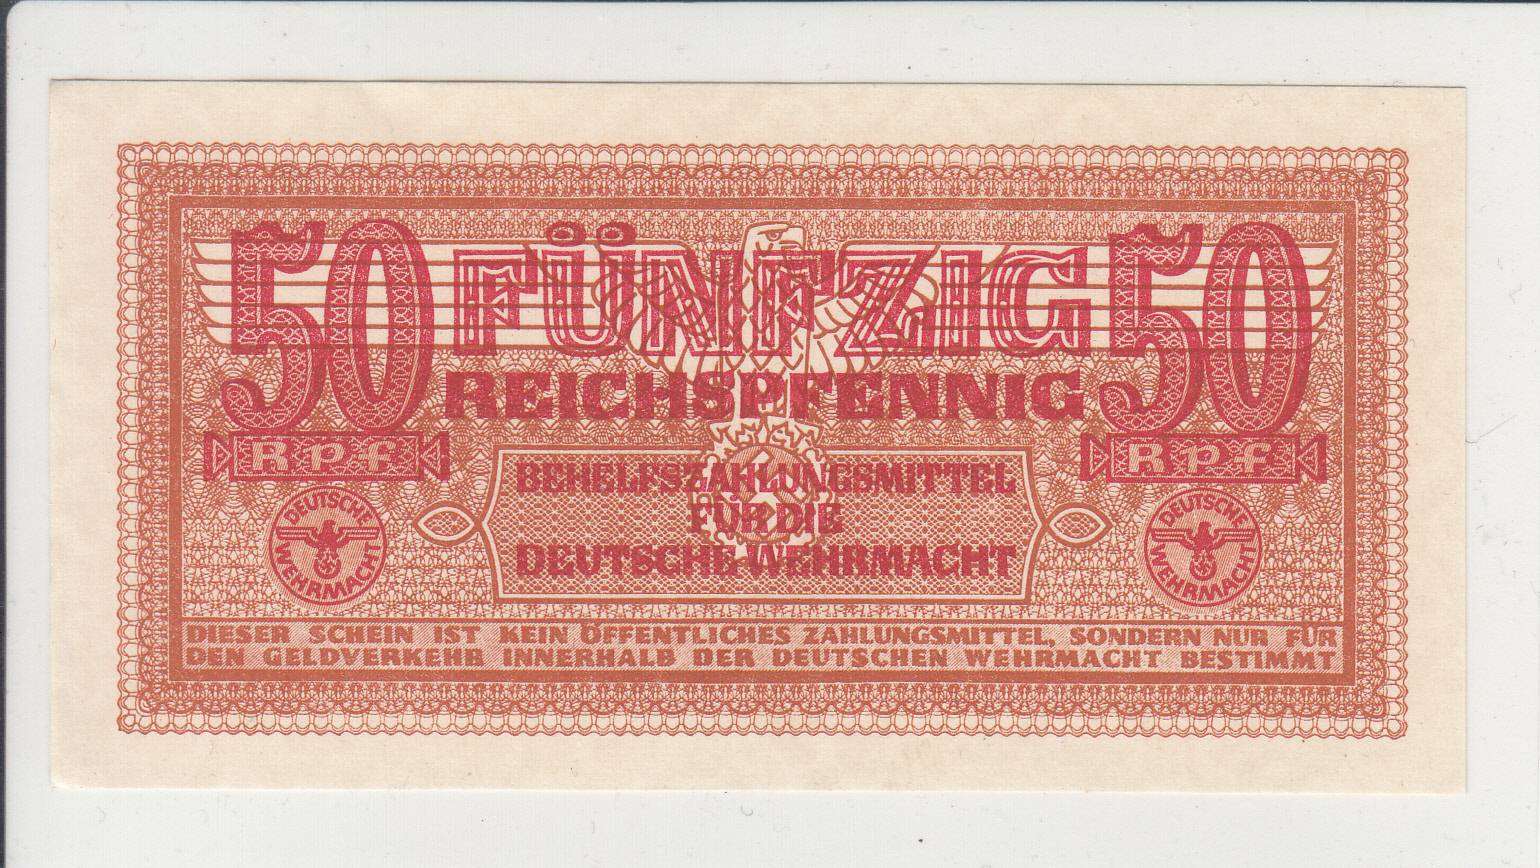 50 FÜNFZIG 50
REICHSPFENNIG
RPf RPf
BEHELFSZAHLUNGSMITTEL
FÜR DIE
DEUTSCHE WEHRMACHT
DEUTSCHE WEHRMACHT
DEUTSCHE WEHRMACHT
DIESER SCHEIN IST KEIN ÖFFENTLICHES ZAHLUNGSMITTEL, SONDERN NUR FÜR
DEN GELDVERKEHR INNERHALB DER DEUTSCHEN WEHRMACHT BESTIMMT